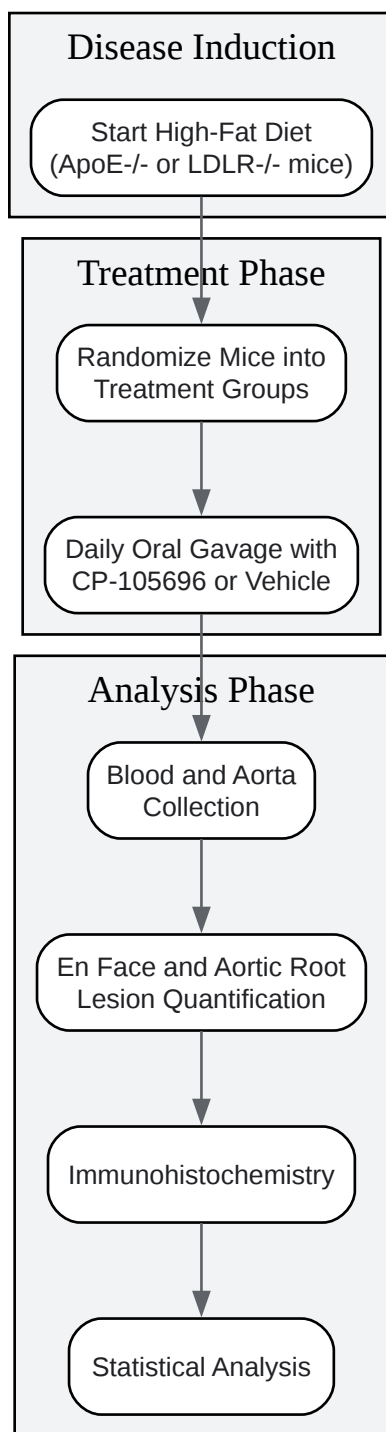 Disease Induction
Start High-Fat Diet
(ApoE-/- or LDLR-/- mice)
Treatment Phase
Randomize Mice into
Treatment Groups
Daily Oral Gavage with
CP-105696 or Vehicle
Analysis Phase
Blood and Aorta
Collection
En Face and Aortic Root
Lesion Quantification
Immunohistochemistry
Statistical Analysis